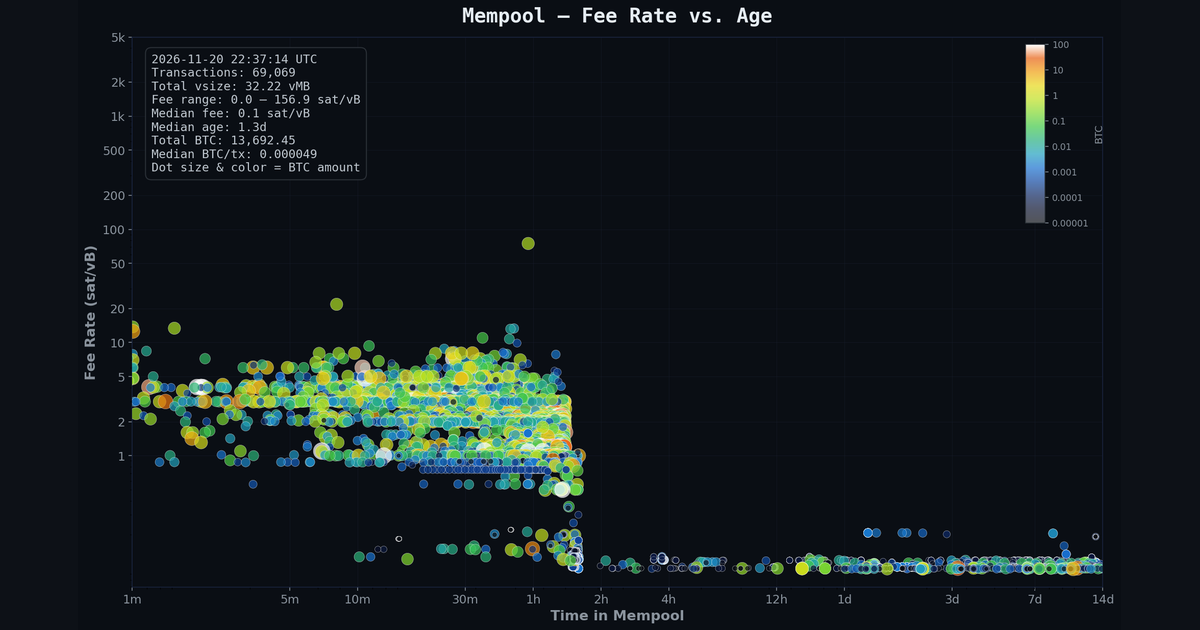 Mempool — Fee Rate vs. Age
2026-11-20 22:37:14 UTC
Transactions: 69,069
Total vsize: 32.22 vMB
Fee range: 0.0 – 156.9 sat/vB
Median fee: 0.1 sat/vB
Median age: 1.3d
Total BTC: 13,692.45
Median BTC/tx: 0.000049
Dot size & color = BTC amount
100
10
1
0.1
0.01
0.001
0.0001
0.00001
BTC
Fee Rate (sat/vB)
5k
2k
1k
500
200
100
50
20
10
5
2
1
1m
5m
10m
30m
1h
2h
4h
12h
1d
3d
7d
14d
Time in Mempool